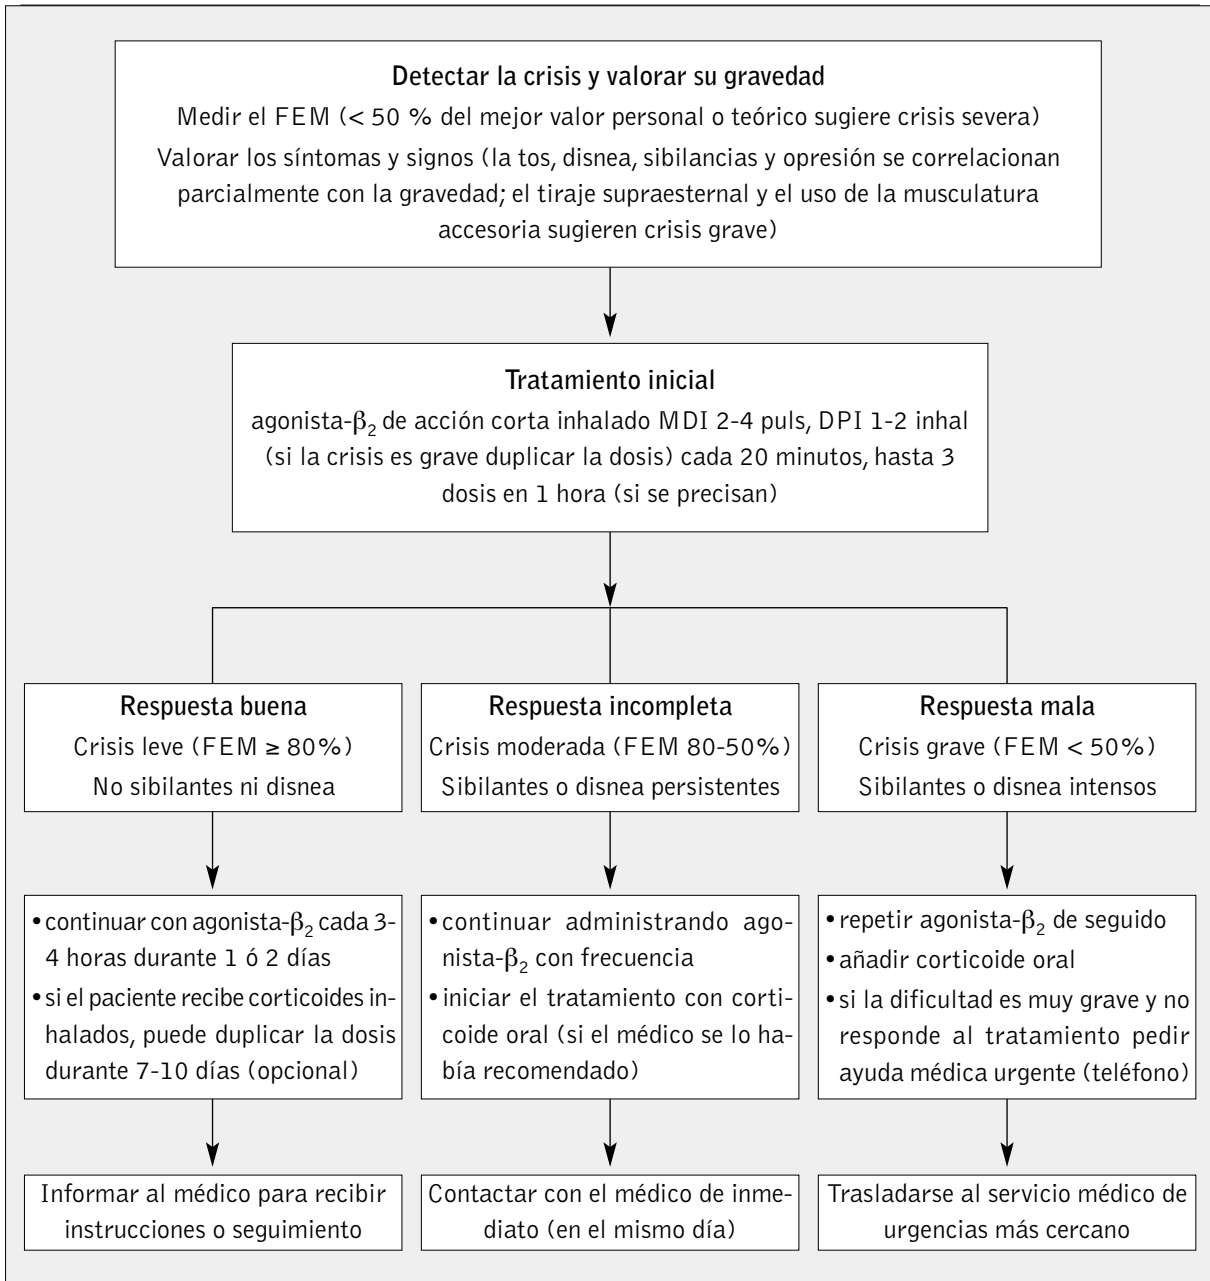 Detectar la crisis y valorar su gravedad
Medir el FEM (< 50 % del mejor valor personal o teórico sugiere crisis severa)
Valorar los síntomas y signos (la tos, disnea, sibilancias y opresión se correlacionan
parcialmente con la gravedad; el tiraje supraesternal y el uso de la musculatura
accesoria sugieren crisis grave)
Tratamiento inicial
agonista-β₂ de acción corta inhalado MDI 2-4 puls, DPI 1-2 inhal
(si la crisis es grave duplicar la dosis) cada 20 minutos, hasta 3
dosis en 1 hora (si se precisan)
Respuesta buena
Crisis leve (FEM ≥ 80%)
No sibilantes ni disnea
Respuesta incompleta
Crisis moderada (FEM 80-50%)
Sibilantes o disnea persistentes
Respuesta mala
Crisis grave (FEM < 50%)
Sibilantes o disnea intensos
• continuar con agonista-β₂ cada 3-
4 horas durante 1 ó 2 días
• si el paciente recibe corticoides in-
halados, puede duplicar la dosis
durante 7-10 días (opcional)
• continuar administrando ago-
nista-β₂ con frecuencia
• iniciar el tratamiento con corti-
coide oral (si el médico se lo ha-
bía recomendado)
• repetir agonista-β₂ de seguido
• añadir corticoide oral
• si la dificultad es muy grave y no
responde al tratamiento pedir
ayuda médica urgente (teléfono)
Informar al médico para recibir
instrucciones o seguimiento
Contactar con el médico de inme-
diato (en el mismo día)
Trasladarse al servicio médico de
urgencias más cercano